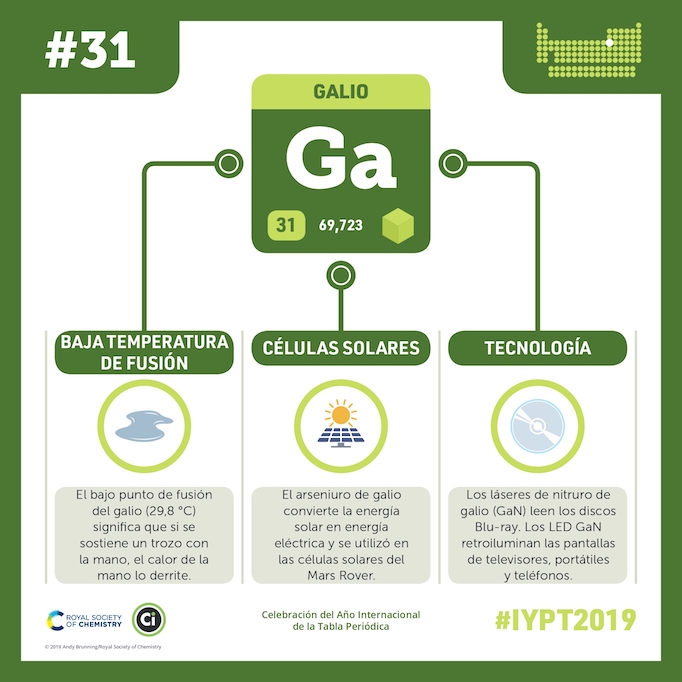 #31
GALIO
Ga
31
69,723
BAJA TEMPERATURA
DE FUSIÓN
El bajo punto de fusión
del galio (29,8 °C)
significa que si se
sostiene un trozo con
la mano, el calor de la
mano lo derrite.
CÉLULAS SOLARES
El arseniuro de galio
convierte la energía
solar en energía
eléctrica y se utilizó en
las células solares del
Mars Rover.
TECNOLOGÍA
Los láseres de nitruro de
galio (GaN) leen los discos
Blu-ray. Los LED GaN
retroiluminan las pantallas
de televisores, portátiles
y teléfonos.
ROYAL SOCIETY
OF CHEMISTRY
Ci
Celebración del Año Internacional
de la Tabla Periódica
#IYPT2019
© 2019 Andy Brunning/Royal Society of Chemistry